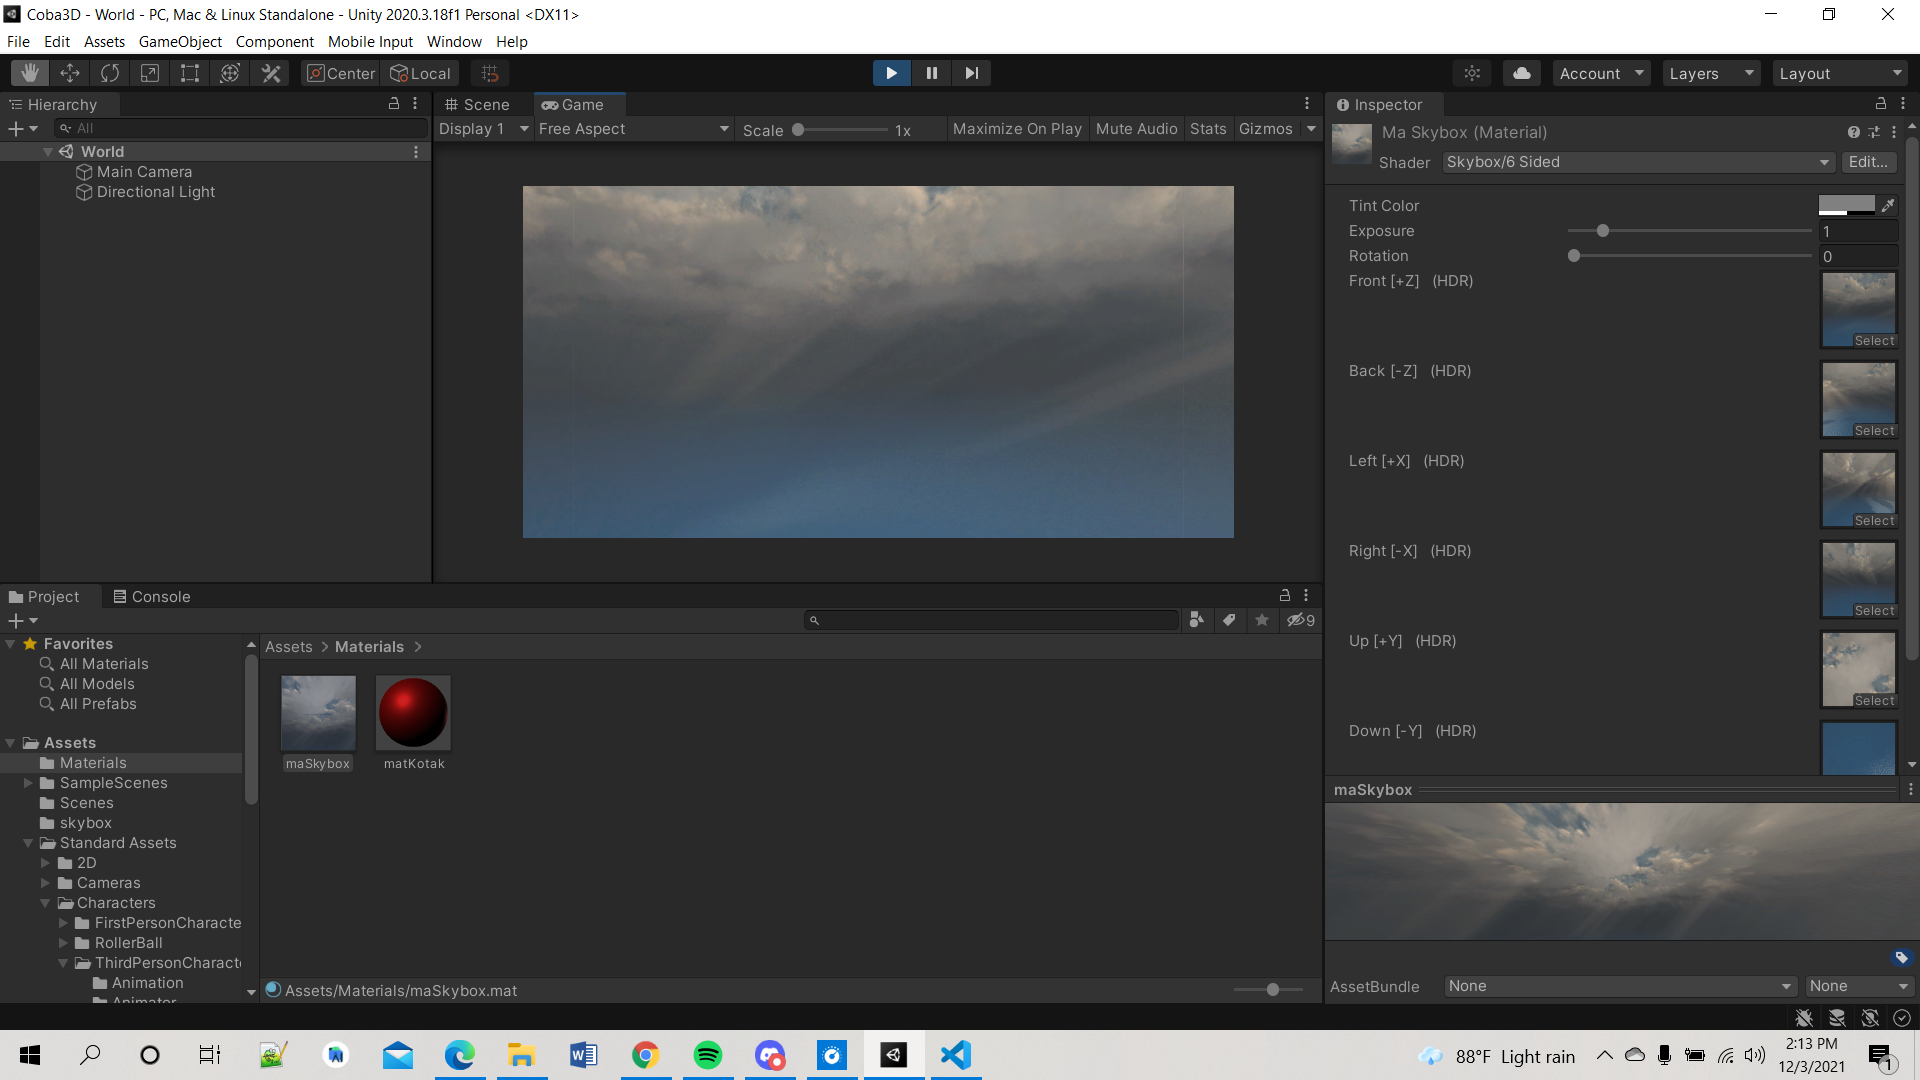 Coba3D - World - PC, Mac & Linux Standalone - Unity 2020.3.18f1 Personal <DX11>
File Edit Assets GameObject Component Mobile Input Window Help
Center Local Account Layers Layout
Hierarchy
All
World
Main Camera
Directional Light
Scene Game
Display 1 Free Aspect Scale 1x Maximize On Play Mute Audio Stats Gizmos
Inspector
Ma Skybox (Material)
Shader Skybox/6 Sided Edit...
Tint Color
Exposure 1
Rotation 0
Front [+Z] (HDR)
Select
Back [-Z] (HDR)
Select
Left [+X] (HDR)
Select
Right [-X] (HDR)
Select
Up [+Y] (HDR)
Select
Down [-Y] (HDR)
maSkybox
AssetBundle None None
Project Console
9
Favorites
All Materials
All Models
All Prefabs
Assets
Materials
SampleScenes
Scenes
skybox
Standard Assets
2D
Cameras
Characters
FirstPersonCharacte
RollerBall
ThirdPersonCharact
Animation
Animator
Assets > Materials >
maSkybox matKotak
Assets/Materials/maSkybox.mat
88°F Light rain
2:13 PM
12/3/2021
1